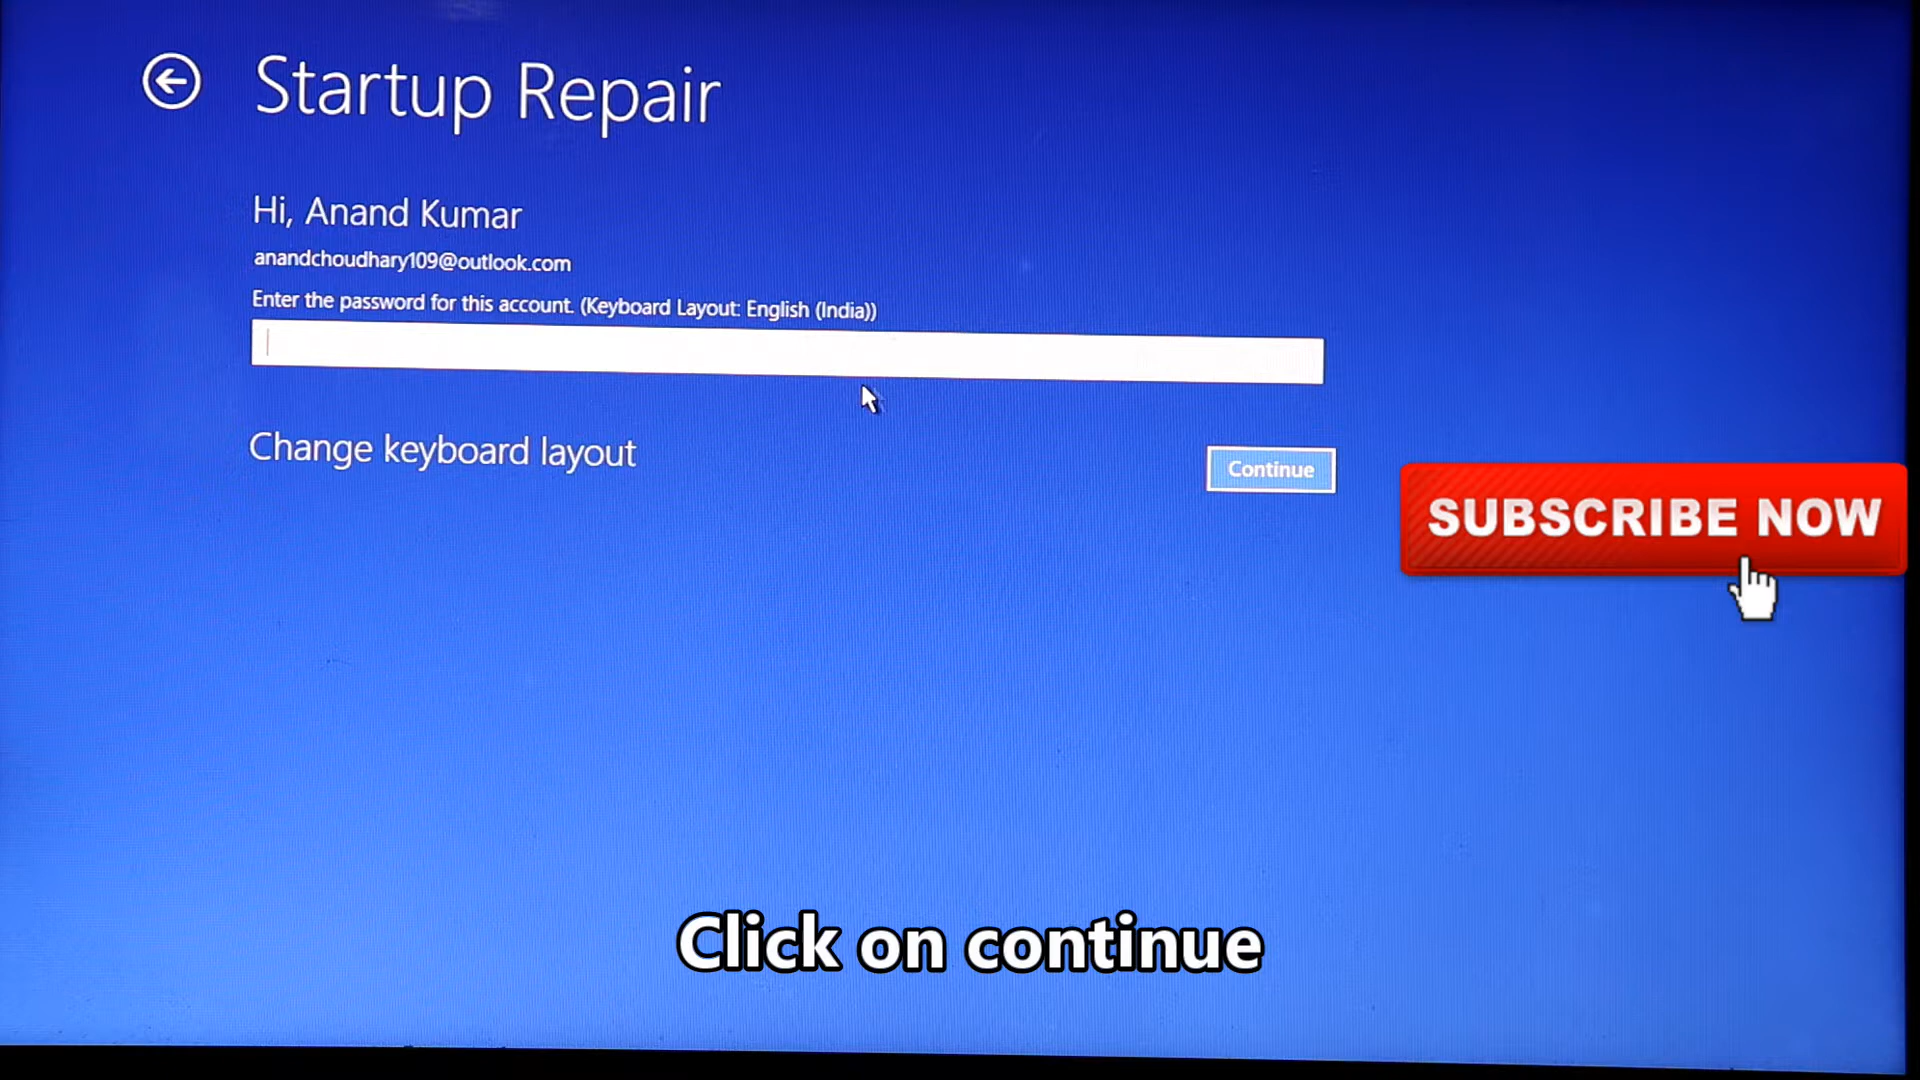 Startup Repair
Hi, Anand Kumar
anandchoudhary109@outlook.com
Enter the password for this account. (Keyboard Layout: English (India))
Change keyboard layout
Continue
SUBSCRIBE NOW
Click on continue